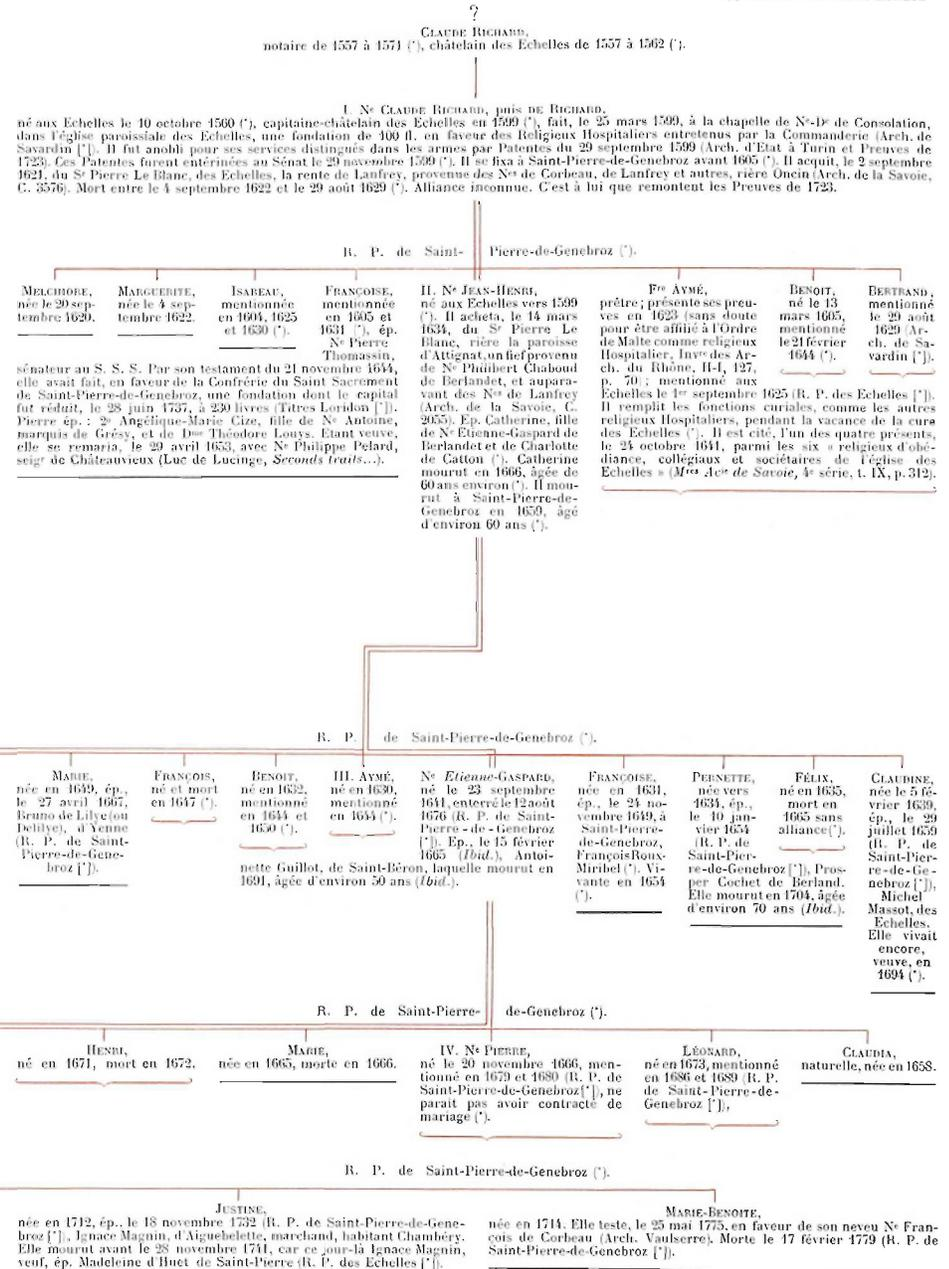 ?
CLAUDE RICHARD,
notaire de 1557 à 1571 (*), châtelain des Echelles de 1557 à 1562 (*).
I. Nᵉ CLAUDE RICHARD, puis DE RICHARD,
né aux Echelles le 10 octobre 1560 (*), capitaine-châtelain des Echelles en 1599 (*), fait, le 25 mars 1599, à la chapelle de Nᵉ-Dᵉ de Consolation,
dans l'église paroissiale des Echelles, une fondation de 100 fl. en faveur des Religieux Hospitaliers entretenus par la Commanderie (Arch. de
Savardin [*]). Il fut anobli pour ses services distingués dans les armes par Patentes du 29 septembre 1599 (Arch. d'Etat à Turin et Preuves de
1723). Ces Patentes furent entérinées au Sénat le 29 novembre 1599 (*). Il se fixa à Saint-Pierre-de-Genebroz avant 1605 (*). Il acquit, le 2 septembre
1621, du Sʳ Pierre Le Blanc, des Echelles, la rente de Lanfrey, provenue des Nᵉˢ de Corbeau, de Lanfrey et autres, rière Oncin (Arch. de la Savoie,
C. 3576). Mort entre le 4 septembre 1622 et le 29 août 1629 (*). Alliance inconnue. C'est à lui que remontent les Preuves de 1723.
R. P. de Saint-Pierre-de-Genebroz (*).
MELCHIORE,
née le 20 sep-
tembre 1620.
MARGUERITE,
née le 4 sep-
tembre 1622.
ISABEAU,
mentionnée
en 1604, 1625
et 1630 (*).
FRANÇOISE,
mentionnée
en 1605 et
1631 (*), ép.
Nᵉ Pierre
Thomassin,
sénateur au S. S. S. Par son testament du 21 novembre 1644,
elle avait fait, en faveur de la Confrérie du Saint Sacrement
de Saint-Pierre-de-Genebroz, une fondation dont le capital
fut réduit, le 28 juin 1737, à 230 livres (Titres Loridon [*]).
Pierre ép. : 2º Angélique-Marie Cize, fille de Nᵉ Antoine,
marquis de Grésy, et de Dᵐᵉ Théodore Louys. Etant veuve,
elle se remaria, le 29 avril 1653, avec Nᵉ Philippe Pelard,
seigʳ de Châteauvieux (Luc de Lucinge, Seconds traits...).
II. Nᵉ JEAN-HENRI,
né aux Echelles vers 1599
(*). Il acheta, le 14 mars
1634, du Sʳ Pierre Le
Blanc, rière la paroisse
d'Attignat, un fief provenu
de Nᵉ Philibert Chaboud
de Berlandet, et aupara-
vant des Nᵉˢ de Lanfrey
(Arch. de la Savoie, C.
2055). Ep. Catherine, fille
de Nᵉ Etienne-Gaspard de
Berlandet et de Charlotte
de Catton (*). Catherine
mourut en 1666, âgée de
60 ans environ (*). Il mou-
rut à Saint-Pierre-de-
Genebroz en 1659, âgé
d'environ 60 ans (*).
Fʳᵉ AYMÉ,
prêtre ; présente ses preu-
ves en 1623 (sans doute
pour être affilié à l'Ordre
de Malte comme religieux
Hospitalier, Invʳᵉ des Ar-
ch. du Rhône, II-I, 127,
p. 70) ; mentionné aux
Echelles le 1ᵉʳ septembre 1625 (R. P. des Echelles [*]).
Il remplit les fonctions curiales, comme les autres
religieux Hospitaliers, pendant la vacance de la cure
des Echelles (*). Il est cité, l'un des quatre présents,
le 24 octobre 1641, parmi les six « religieux d'obé-
diance, collégiaux et sociétaires de l'église des
Echelles » (Mʳᵉˢ Acⁱᵉ de Savoie, 4ᵉ série, t. IX, p. 312).
BENOIT,
né le 13
mars 1605,
mentionné
le 21 février
1644 (*).
BERTRAND,
mentionné
le 29 août
1629 (Ar-
ch. de Sa-
vardin [*]).
R. P. de Saint-Pierre-de-Genebroz (*).
MARIE,
née en 1649, ép.,
le 27 avril 1667,
Bruno de Lilye (ou
Delilye), d'Yenne
(R. P. de Saint-
Pierre-de-Gene-
broz [*]).
FRANÇOIS,
né et mort
en 1647 (*).
BENOIT,
né en 1632,
mentionné
en 1644 et
1650 (*).
III. AYMÉ,
né en 1630,
mentionné
en 1644 (*).
Nᵉ Etienne-GASPARD,
né le 23 septembre
1641, enterré le 12 août
1676 (R. P. de Saint-
Pierre-de-Genebroz
[*]). Ep., le 15 février
1665 (Ibid.), Antoi-
nette Guillot, de Saint-Béron, laquelle mourut en
1691, âgée d'environ 50 ans (Ibid.).
FRANÇOISE,
née en 1631,
ép., le 24 no-
vembre 1649, à
Saint-Pierre-
de-Genebroz,
François Roux-
Miribel (*). Vi-
vante en 1654
(*).
PERNETTE,
née vers
1634, ép.,
le 10 jan-
vier 1654
(R. P. de
Saint-Pier-
re-de-Genebroz [*]), Pros-
per Cochet de Berland.
Elle mourut en 1704, âgée
d'environ 70 ans (Ibid.).
FÉLIX,
né en 1635,
mort en
1665 sans
alliance (*).
CLAUDINE,
née le 5 fé-
vrier 1639,
ép., le 29
juillet 1659
(R. P. de
Saint-Pier-
re-de-Ge-
nebroz [*]),
Michel
Massot, des
Echelles.
Elle vivait
encore,
veuve, en
1694 (*).
R. P. de Saint-Pierre-de-Genebroz (*).
HENRI,
né en 1671, mort en 1672.
MARIE,
née en 1665, morte en 1666.
IV. Nᵉ PIERRE,
né le 20 novembre 1666, men-
tionné en 1679 et 1680 (R. P. de
Saint-Pierre-de-Genebroz [*]), ne
parait pas avoir contracté de
mariage (*).
LÉONARD,
né en 1673, mentionné
en 1686 et 1689 (R. P.
de Saint-Pierre-de-
Genebroz [*]),
CLAUDIA,
naturelle, née en 1658.
R. P. de Saint-Pierre-de-Genebroz (*).
JUSTINE,
née en 1712, ép., le 18 novembre 1732 (R. P. de Saint-Pierre-de-Gene-
broz [*]), Ignace Magnin, d'Aiguebelette, marchand, habitant Chambéry.
Elle mourut avant le 28 novembre 1741, car ce jour-là Ignace Magnin,
veuf, ép. Madeleine d'Huet de Saint-Pierre (R. P. des Echelles [*]).
MARIE-BENOITE,
née en 1714. Elle teste, le 25 mai 1775, en faveur de son neveu Nᵉ Fran-
çois de Corbeau (Arch. Vaulserre). Morte le 17 février 1779 (R. P. de
Saint-Pierre-de-Genebroz [*]).